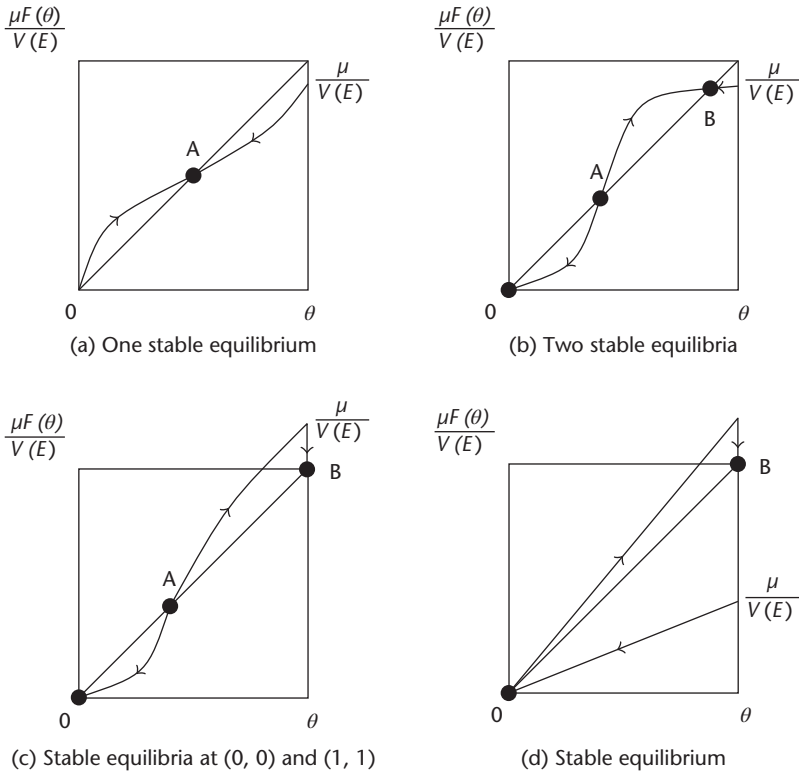 μF(θ)
V(E)
μ
V(E)
A
0
θ
(a) One stable equilibrium
μF(θ)
V(E)
μ
V(E)
B
A
0
θ
(b) Two stable equilibria
μF(θ)
V(E)
μ
V(E)
B
A
0
θ
(c) Stable equilibria at (0, 0) and (1, 1)
μF(θ)
V(E)
B
μ
V(E)
0
θ
(d) Stable equilibrium